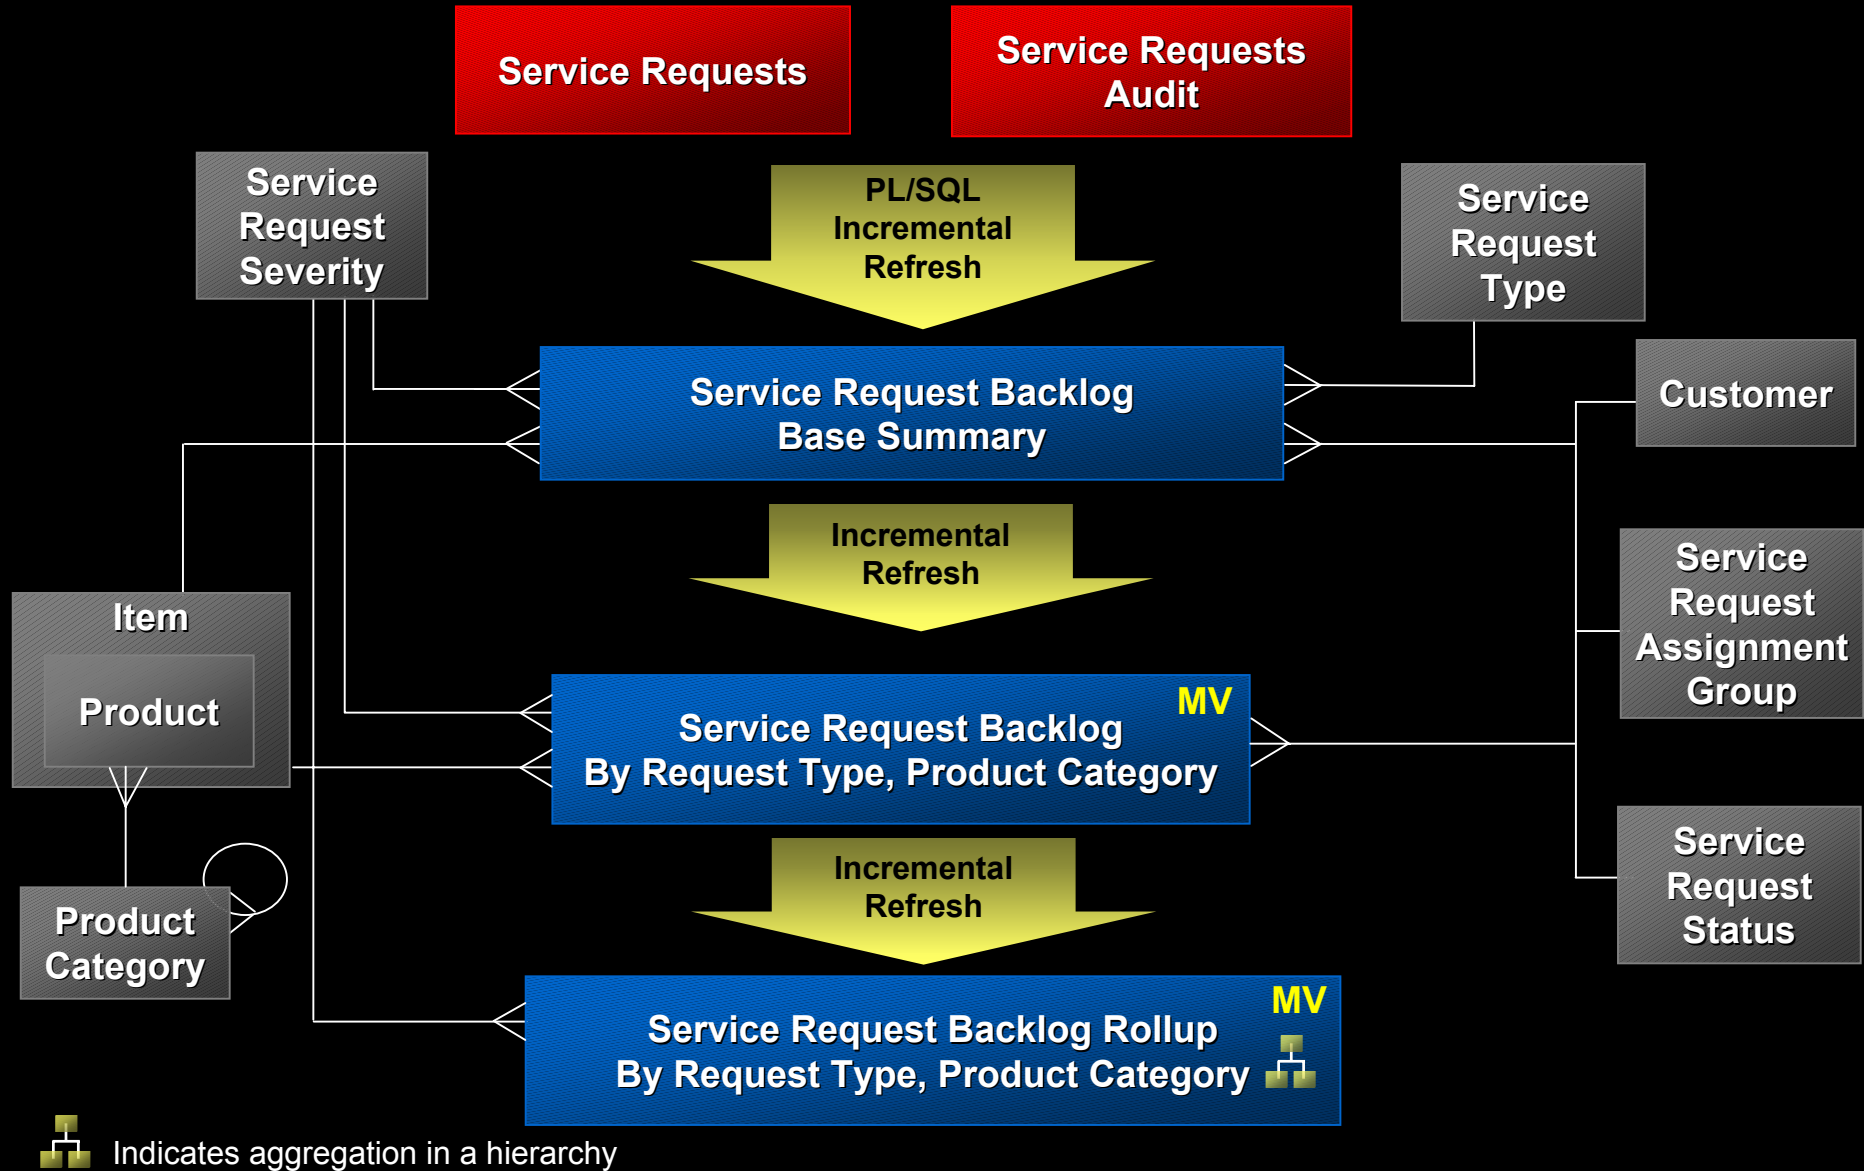 Service Requests
Service Requests
Audit
Service
Request
Severity
PL/SQL
Incremental
Refresh
Service
Request
Type
Service Request Backlog
Base Summary
Customer
Incremental
Refresh
Service
Request
Assignment
Group
Item
Product
MV
Service Request Backlog
By Request Type, Product Category
Service
Request
Status
Incremental
Refresh
Product
Category
MV
Service Request Backlog Rollup
By Request Type, Product Category
Indicates aggregation in a hierarchy